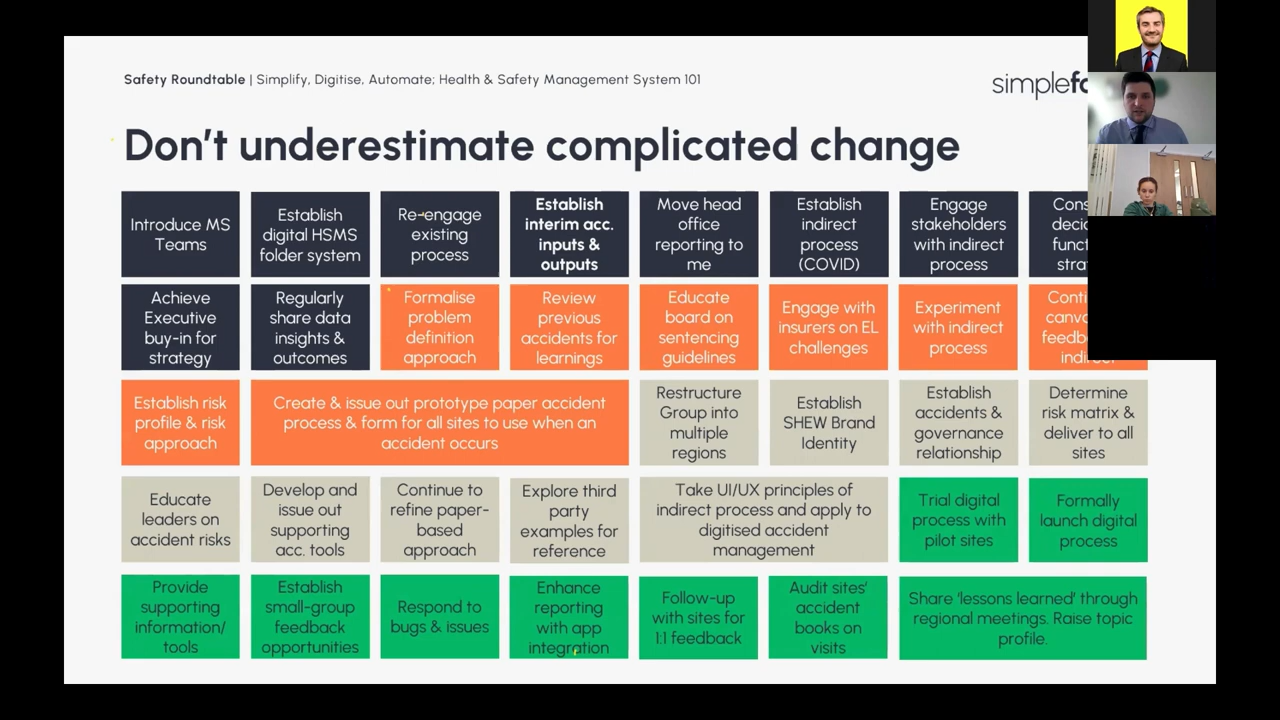 Safety Roundtable | Simplify, Digitise, Automate; Health & Safety Management System 101
simplefo
Don't underestimate complicated change
Introduce MS
Teams
Establish
digital HSMS
folder system
Re-engage
existing
process
Establish
interim acc.
inputs &
outputs
Move head
office
reporting to
me
Establish
indirect
process
(COVID)
Engage
stakeholders
with indirect
process
Achieve
Executive
buy-in for
strategy
Regularly
share data
insights &
outcomes
Formalise
problem
definition
approach
Review
previous
accidents for
learnings
Educate
board on
sentencing
guidelines
Engage with
insurers on EL
challenges
Experiment
with indirect
process
Establish risk
profile & risk
approach
Create & issue out prototype paper accident
process & form for all sites to use when an
accident occurs
Restructure
Group into
multiple
regions
Establish
SHEW Brand
Identity
Establish
accidents &
governance
relationship
Determine
risk matrix &
deliver to all
sites
Educate
leaders on
accident risks
Develop and
issue out
supporting
acc. tools
Continue to
refine paper-
based
approach
Explore third
party
examples for
reference
Take UI/UX principles of
indirect process and apply to
digitised accident
management
Trial digital
process with
pilot sites
Formally
launch digital
process
Provide
supporting
information/
tools
Establish
small-group
feedback
opportunities
Respond to
bugs & issues
Enhance
reporting
with app
integration
Follow-up
with sites for
1:1 feedback
Audit sites'
accident
books on
visits
Share 'lessons learned' through
regional meetings. Raise topic
profile.